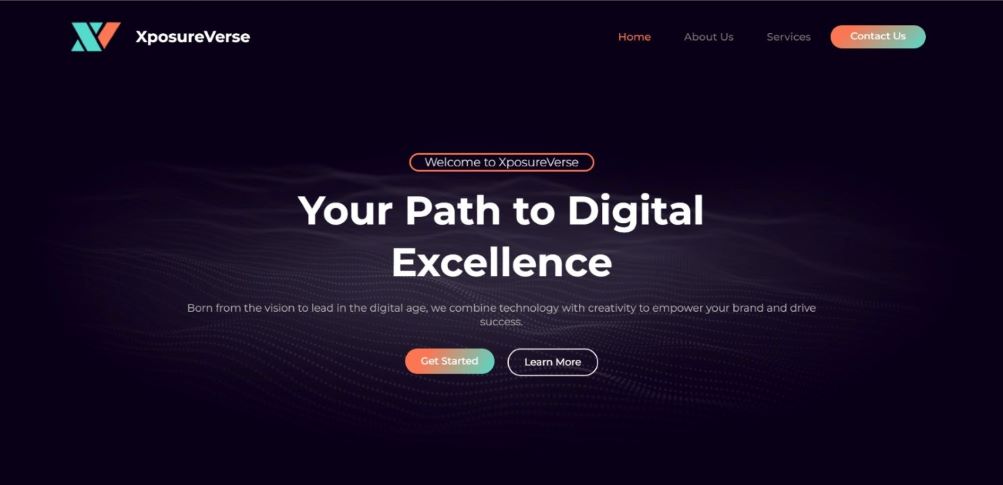 XposureVerse
Home
About Us
Services
Contact Us
Welcome to XposureVerse
Your Path to Digital
Excellence
Born from the vision to lead in the digital age, we combine technology with creativity to empower your brand and drive
success.
Get Started
Learn More